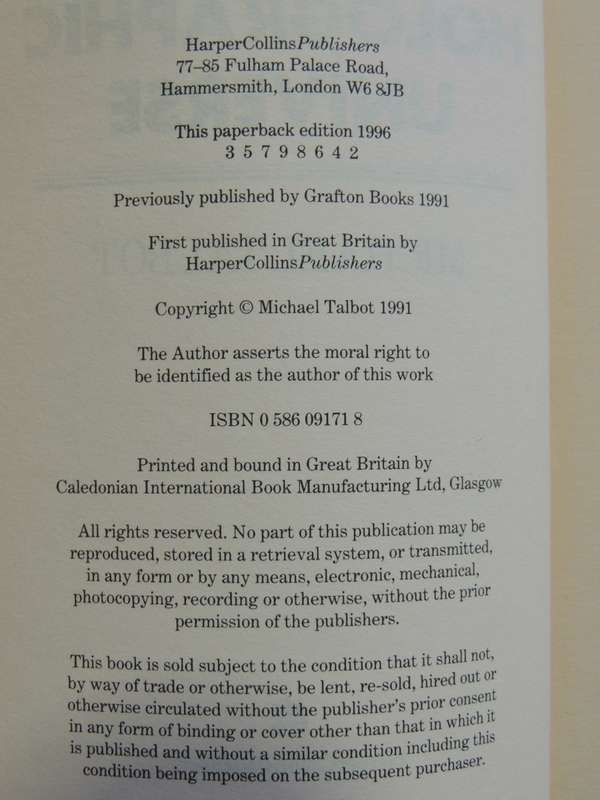 HarperCollinsPublishers
77–85 Fulham Palace Road,
Hammersmith, London W6 8JB
This paperback edition 1996
3 5 7 9 8 6 4 2
Previously published by Grafton Books 1991
First published in Great Britain by
HarperCollinsPublishers
Copyright © Michael Talbot 1991
The Author asserts the moral right to
be identified as the author of this work
ISBN 0 586 09171 8
Printed and bound in Great Britain by
Caledonian International Book Manufacturing Ltd, Glasgow
All rights reserved. No part of this publication may be
reproduced, stored in a retrieval system, or transmitted,
in any form or by any means, electronic, mechanical,
photocopying, recording or otherwise, without the prior
permission of the publishers.
This book is sold subject to the condition that it shall not,
by way of trade or otherwise, be lent, re-sold, hired out or
otherwise circulated without the publisher's prior consent
in any form of binding or cover other than that in which it
is published and without a similar condition including this
condition being imposed on the subsequent purchaser.